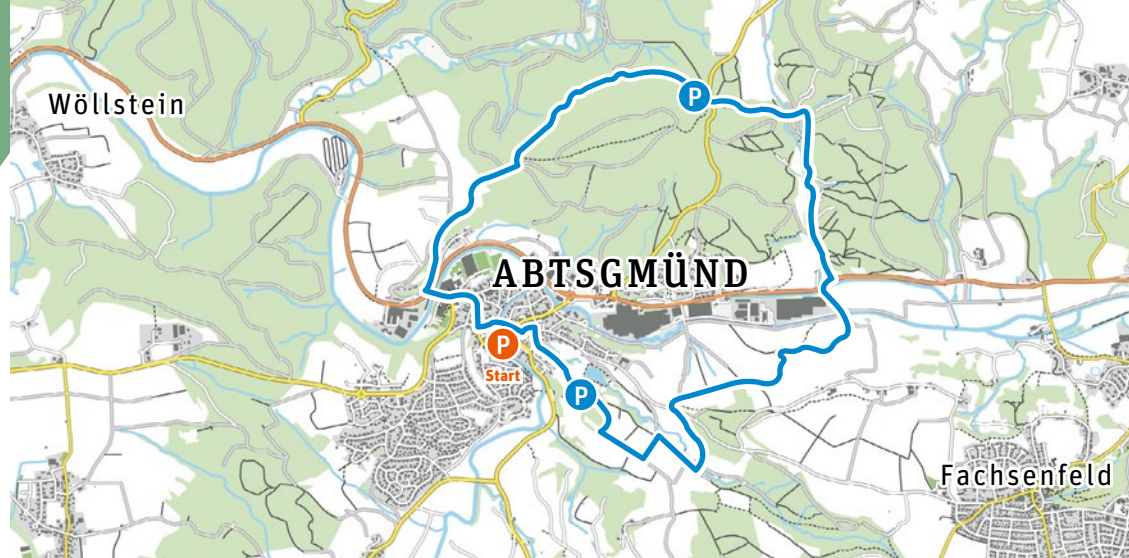 P
Wöllstein
ABTSGMÜND
P
Start
P
Fachsenfeld